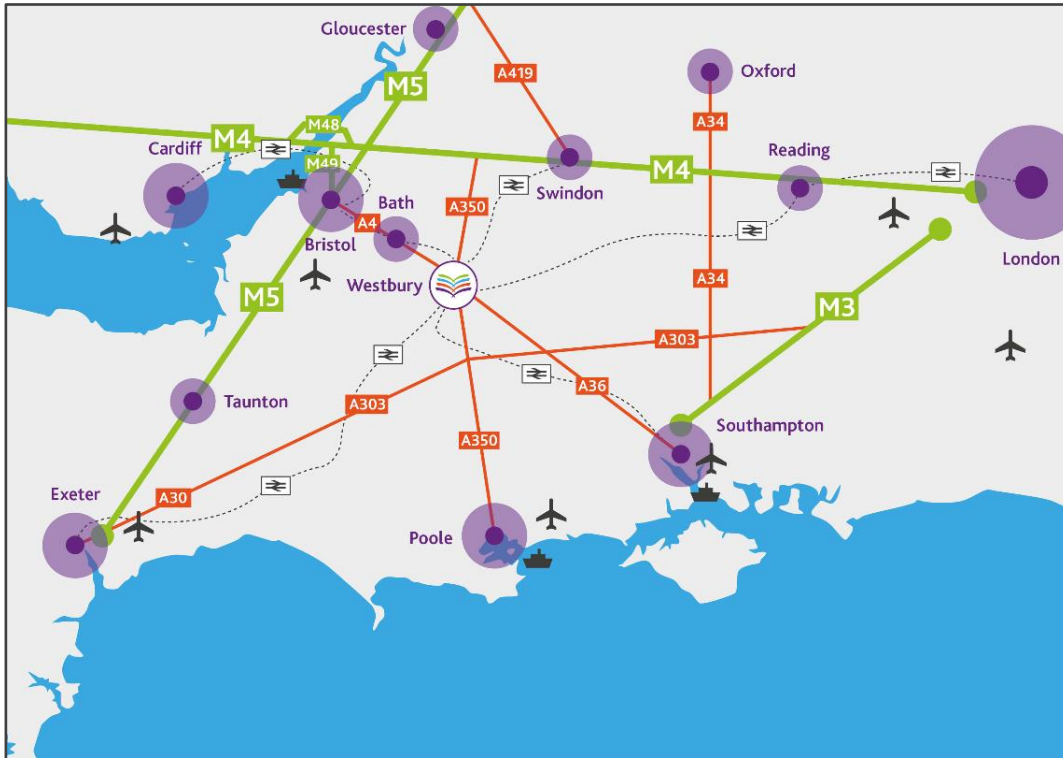 Gloucester
A419
Oxford
M5
M48
A34
M4
Cardiff
M49
Swindon
M4
Reading
Bath
A350
A4
Bristol
London
Westbury
A34
M5
M3
A303
A36
Taunton
A303
Southampton
A350
Exeter
A30
Poole